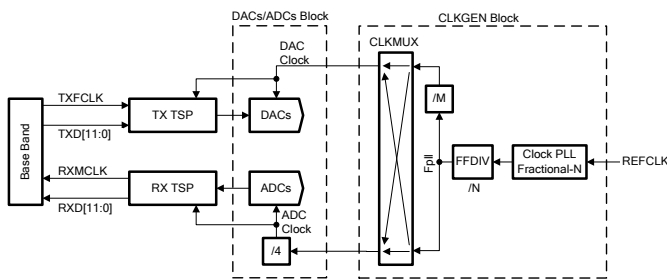 DACs/ADCs Block
CLKGEN Block
CLKMUX
DAC
Clock
TXFCLK
TX TSP
DACs
/M
TXD[11:0]
Base Band
Fpll
FFDIV
/N
Clock PLL
Fractional-N
REFCLK
RXMCLK
RX TSP
ADCs
RXD[11:0]
ADC
Clock
/4